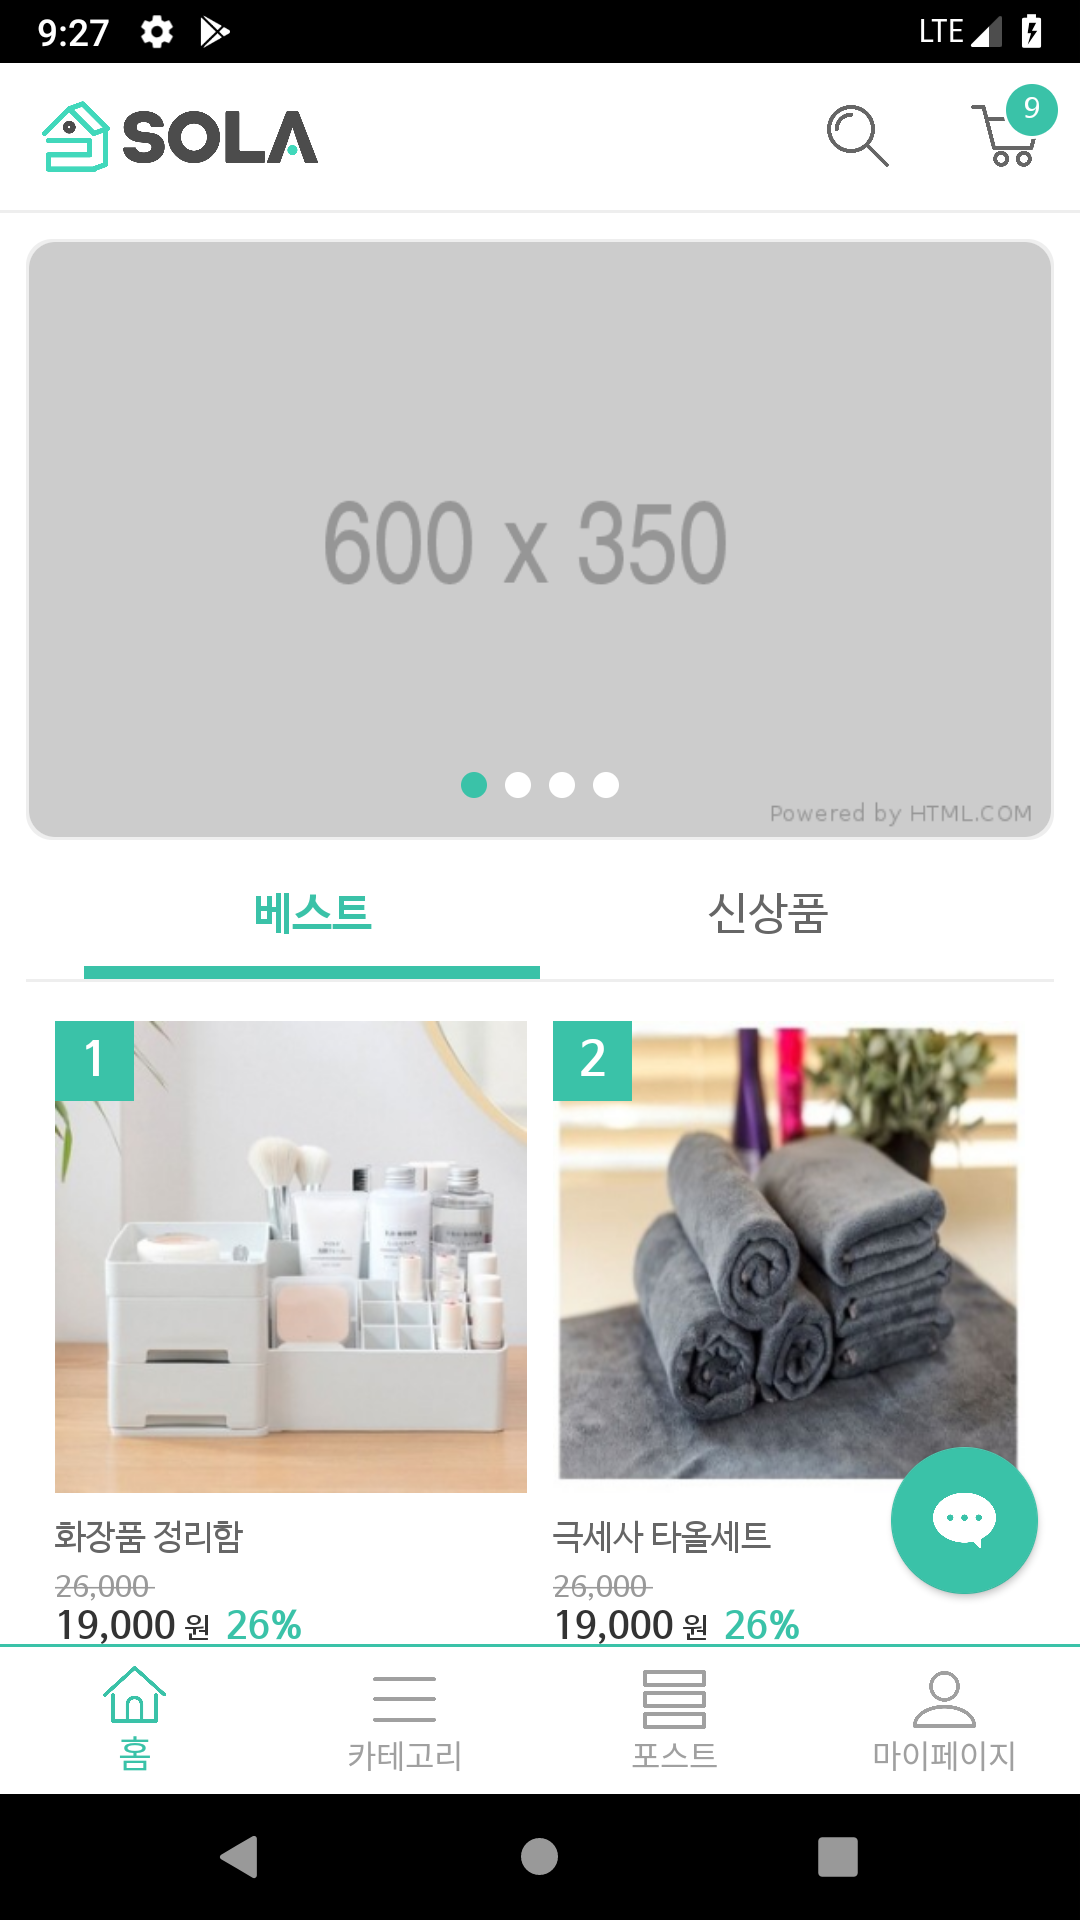 9:27
LTE
SOLA
9
600 x 350
Powered by HTML.COM
베스트
신상품
1
2
화장품 정리함
26,000
19,000 원 26%
극세사 타올세트
26,000
19,000 원 26%
홈
카테고리
포스트
마이페이지